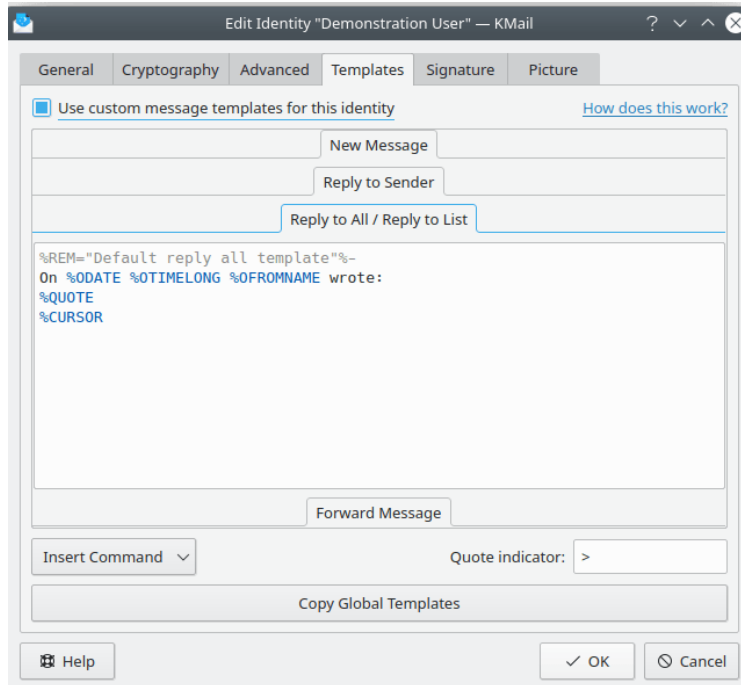 Edit Identity "Demonstration User" — KMail
General Cryptography Advanced Templates Signature Picture
Use custom message templates for this identity How does this work?
New Message
Reply to Sender
Reply to All / Reply to List
%REM="Default reply all template"%-
On %ODATE %OTIMELONG %OFROMNAME wrote:
%QUOTE
%CURSOR
Forward Message
Insert Command Quote indicator: >
Copy Global Templates
Help OK Cancel